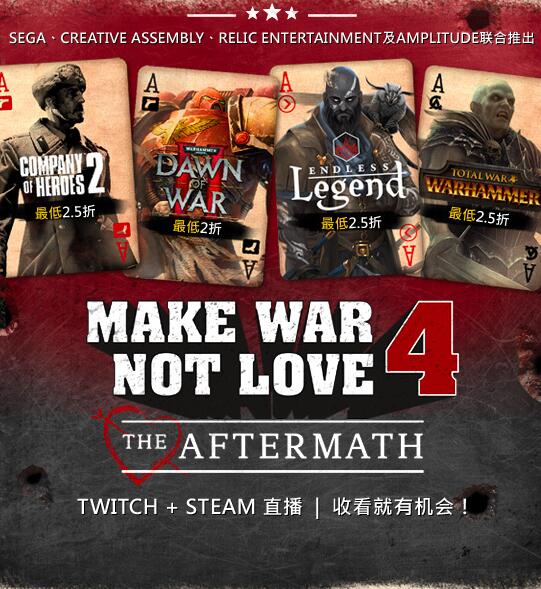 SEGA、CREATIVE ASSEMBLY、RELIC ENTERTAINMENT及AMPLITUDE联合推出
A
COMPANY
OF HEROES 2
最低2.5折
A
A
WARHAMMER
DAWN
OF
WAR
II
最低2折
A
A
ENDLESS
Legend
最低2.5折
A
A
TOTAL WAR
WARHAMMER
最低2.5折
A
MAKE WAR
NOT LOVE 4
THE AFTERMATH
TWITCH + STEAM 直播 | 收看就有机会！